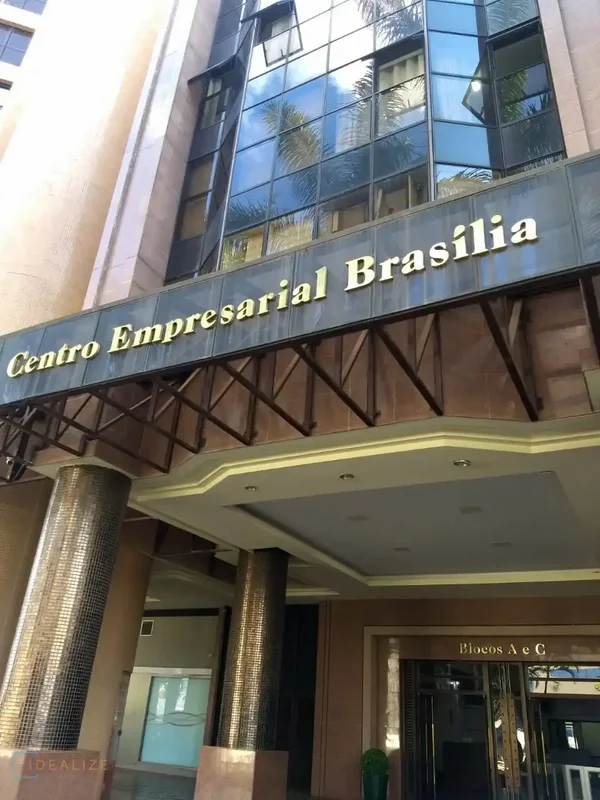 Centro Empresarial Brasília
Blocos A e C
IDEALIZE